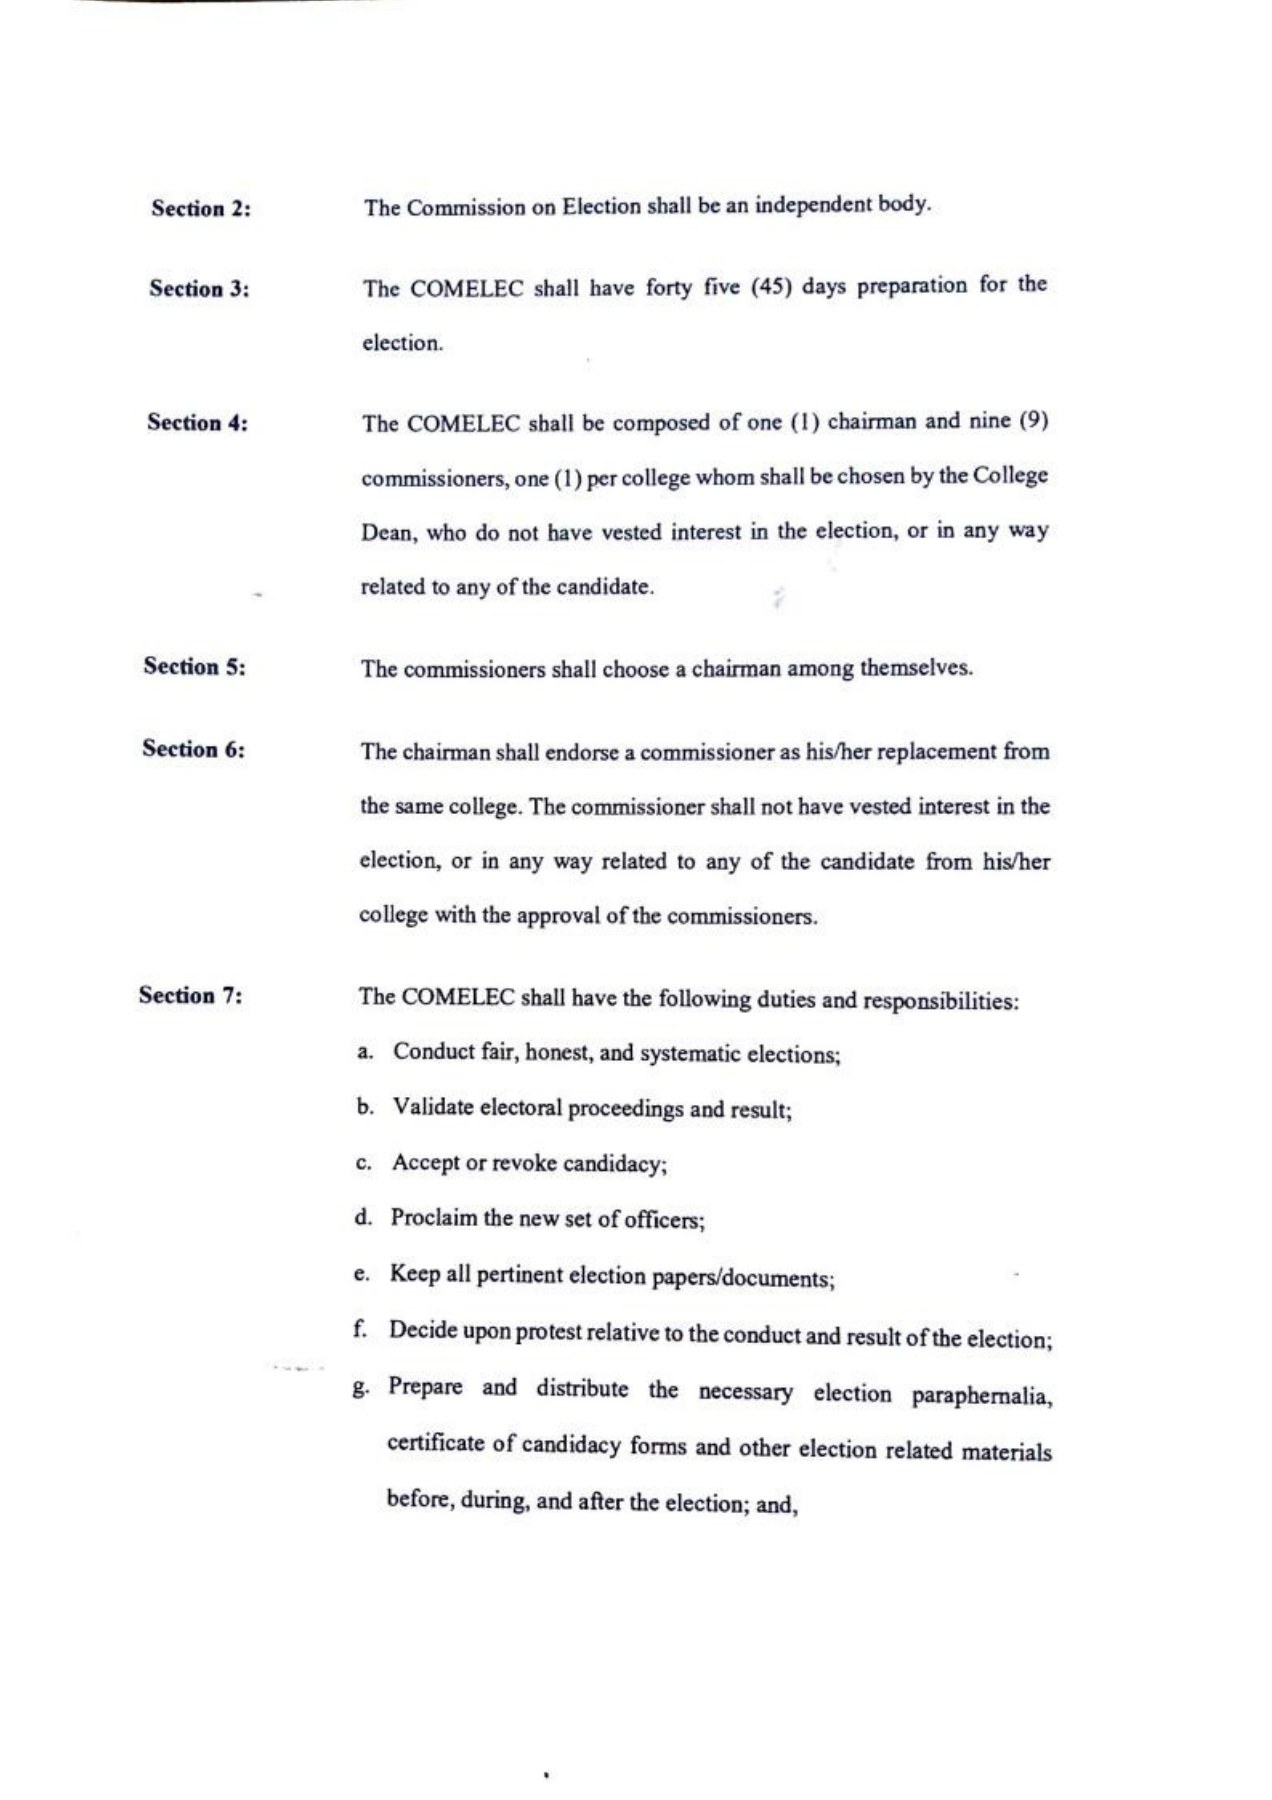 Section 2: The Commission on Election shall be an independent body.
Section 3: The COMELEC shall have forty five (45) days preparation for the
election.
Section 4: The COMELEC shall be composed of one (1) chairman and nine (9)
commissioners, one (1) per college whom shall be chosen by the College
Dean, who do not have vested interest in the election, or in any way
related to any of the candidate.
Section 5: The commissioners shall choose a chairman among themselves.
Section 6: The chairman shall endorse a commissioner as his/her replacement from
the same college. The commissioner shall not have vested interest in the
election, or in any way related to any of the candidate from his/her
college with the approval of the commissioners.
Section 7: The COMELEC shall have the following duties and responsibilities:
a. Conduct fair, honest, and systematic elections;
b. Validate electoral proceedings and result;
c. Accept or revoke candidacy;
d. Proclaim the new set of officers;
e. Keep all pertinent election papers/documents;
f. Decide upon protest relative to the conduct and result of the election;
g. Prepare and distribute the necessary election paraphernalia,
certificate of candidacy forms and other election related materials
before, during, and after the election; and,